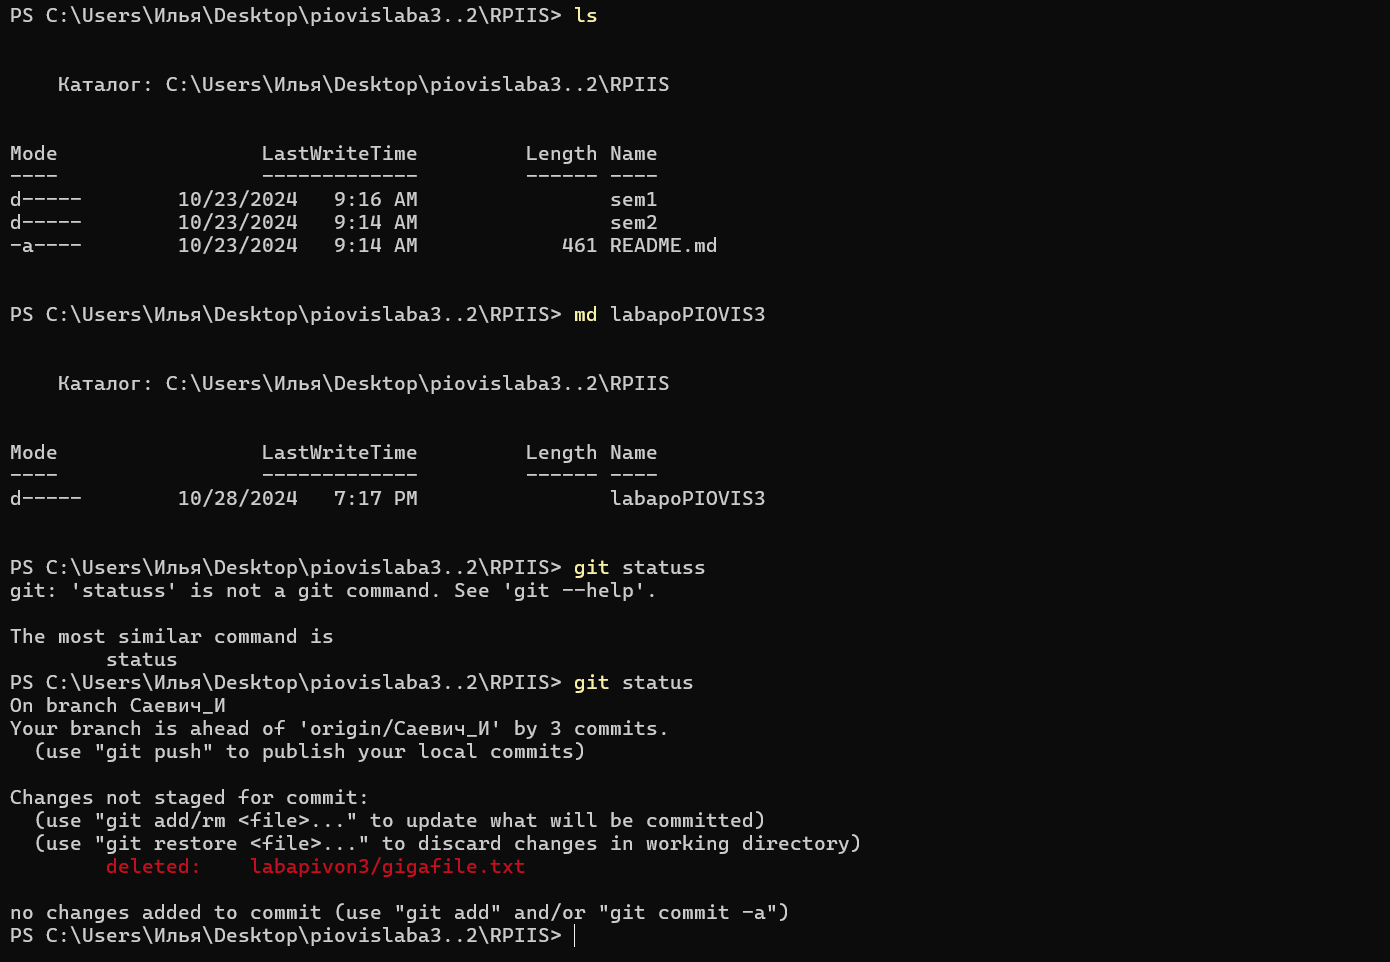 PS C:\Users\Илья\Desktop\piovislaba3..2\RPIIS> ls
Каталог: C:\Users\Илья\Desktop\piovislaba3..2\RPIIS
Mode LastWriteTime Length Name
---- ------------- ------ ----
d----- 10/23/2024 9:16 AM sem1
d----- 10/23/2024 9:14 AM sem2
-a---- 10/23/2024 9:14 AM 461 README.md
PS C:\Users\Илья\Desktop\piovislaba3..2\RPIIS> md labapoPIOVIS3
Каталог: C:\Users\Илья\Desktop\piovislaba3..2\RPIIS
Mode LastWriteTime Length Name
---- ------------- ------ ----
d----- 10/28/2024 7:17 PM labapoPIOVIS3
PS C:\Users\Илья\Desktop\piovislaba3..2\RPIIS> git statuss
git: 'statuss' is not a git command. See 'git --help'.
The most similar command is
status
PS C:\Users\Илья\Desktop\piovislaba3..2\RPIIS> git status
On branch Саевич_И
Your branch is ahead of 'origin/Саевич_И' by 3 commits.
(use "git push" to publish your local commits)
Changes not staged for commit:
(use "git add/rm <file>..." to update what will be committed)
(use "git restore <file>..." to discard changes in working directory)
deleted: labapivon3/gigafile.txt
no changes added to commit (use "git add" and/or "git commit -a")
PS C:\Users\Илья\Desktop\piovislaba3..2\RPIIS>